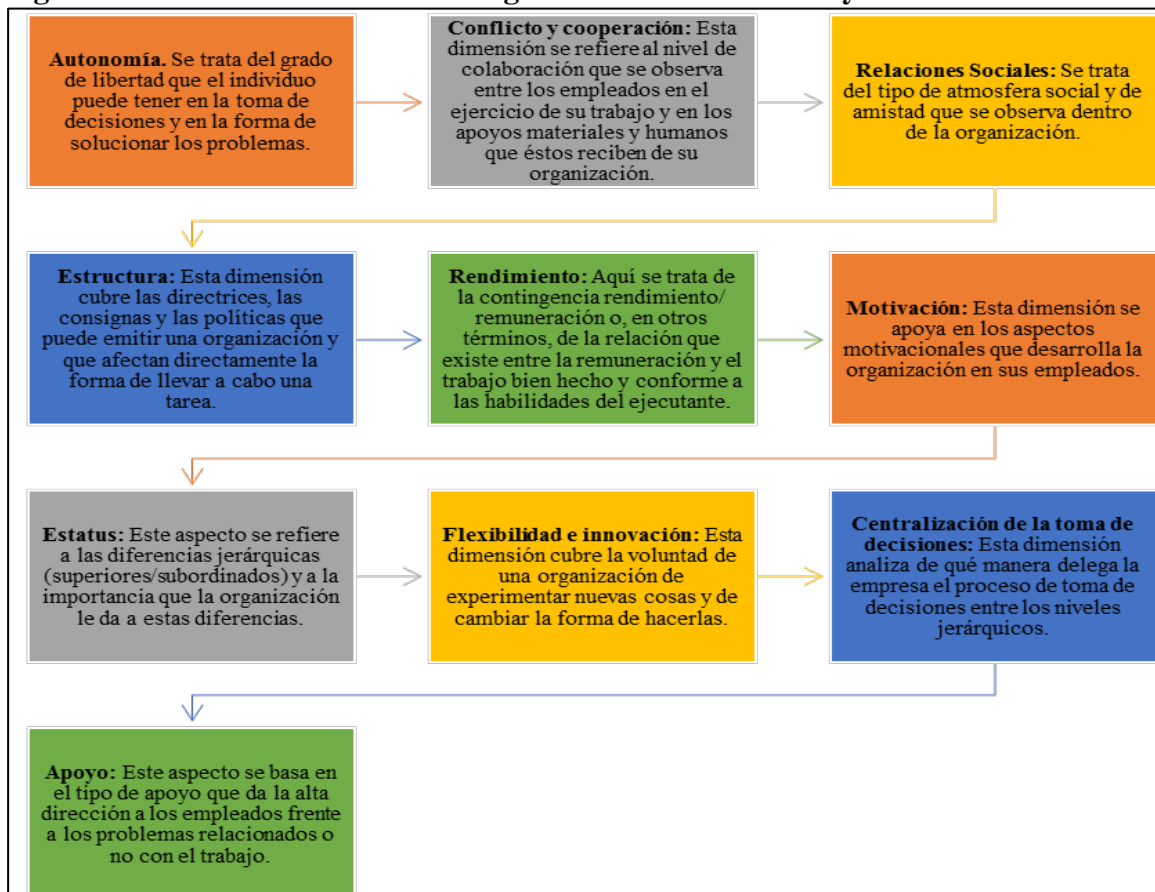 Autonomía. Se trata del grado
de libertad que el individuo
puede tener en la toma de
decisiones y en la forma de
solucionar los problemas.
Conflicto y cooperación: Esta
dimensión se refiere al nivel de
colaboración que se observa
entre los empleados en el
ejercicio de su trabajo y en los
apoyos materiales y humanos
que éstos reciben de su
organización.
Relaciones Sociales: Se trata
del tipo de atmosfera social y de
amistad que se observa dentro
de la organización.
Estructura: Esta dimensión
cubre las directrices, las
consignas y las políticas que
puede emitir una organización y
que afectan directamente la
forma de llevar a cabo una
tarea.
Rendimiento: Aquí se trata de
la contingencia rendimiento/
remuneración o, en otros
términos, de la relación que
existe entre la remuneración y el
trabajo bien hecho y conforme a
las habilidades del ejecutante.
Motivación: Esta dimensión se
apoya en los aspectos
motivacionales que desarrolla la
organización en sus empleados.
Estatus: Este aspecto se refiere
a las diferencias jerárquicas
(superiores/subordinados) y a la
importancia que la organización
le da a estas diferencias.
Flexibilidad e innovación: Esta
dimensión cubre la voluntad de
una organización de
experimentar nuevas cosas y de
cambiar la forma de hacerlas.
Centralización de la toma de
decisiones: Esta dimensión
analiza de qué manera delega la
empresa el proceso de toma de
decisiones entre los niveles
jerárquicos.
Apoyo: Este aspecto se basa en
el tipo de apoyo que da la alta
dirección a los empleados frente
a los problemas relacionados o
no con el trabajo.